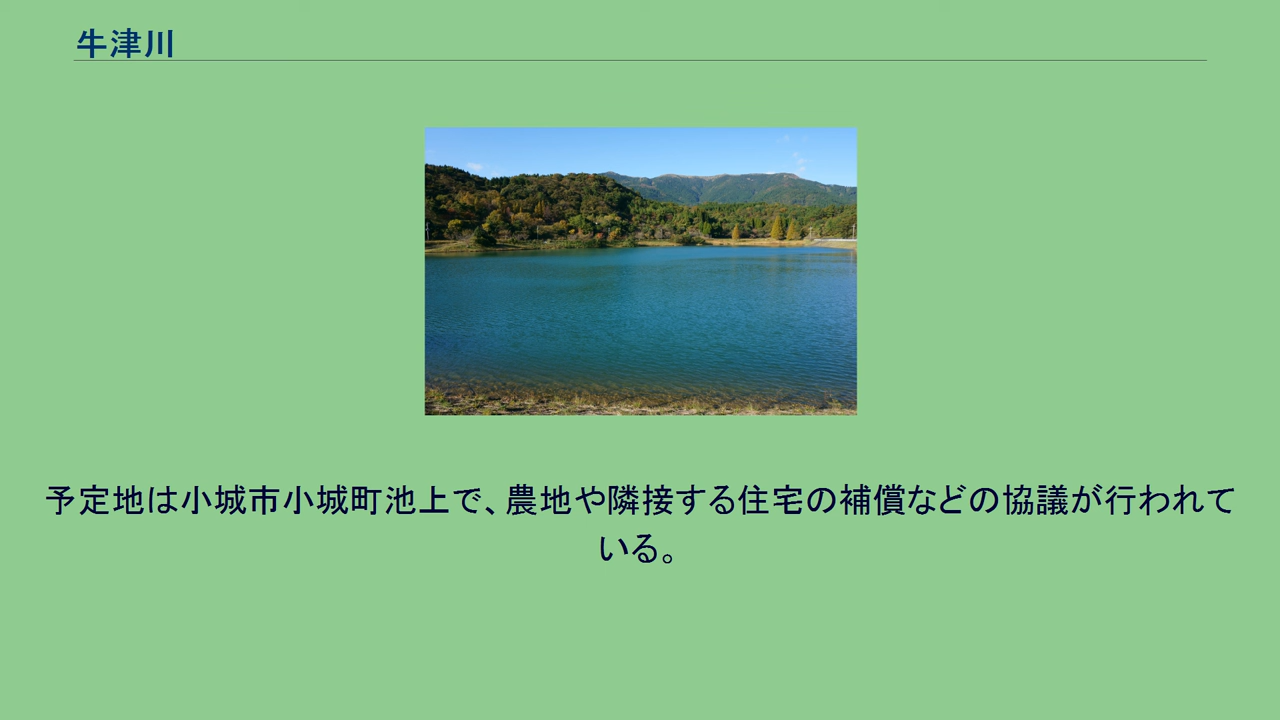 牛津川
予定地は小城市小城町池上で、農地や隣接する住宅の補償などの協議が行われて
いる。